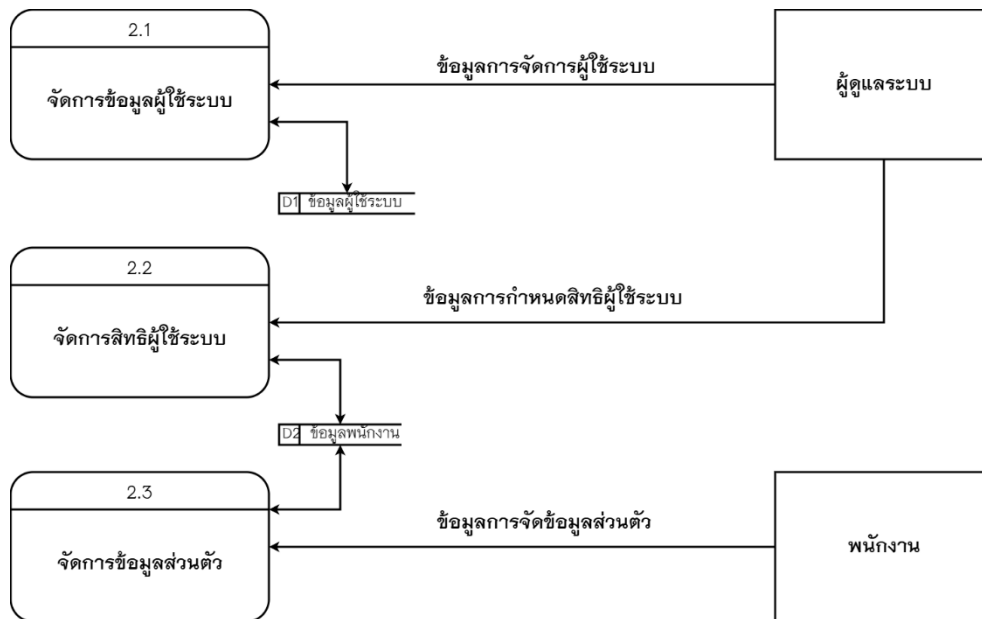 2.1
จัดการข้อมูลผู้ใช้ระบบ
ข้อมูลการจัดการผู้ใช้ระบบ
ผู้ดูแลระบบ
D1 ข้อมูลผู้ใช้ระบบ
2.2
จัดการสิทธิผู้ใช้ระบบ
ข้อมูลการกำหนดสิทธิผู้ใช้ระบบ
D2 ข้อมูลพนักงาน
2.3
จัดการข้อมูลส่วนตัว
ข้อมูลการจัดข้อมูลส่วนตัว
พนักงาน